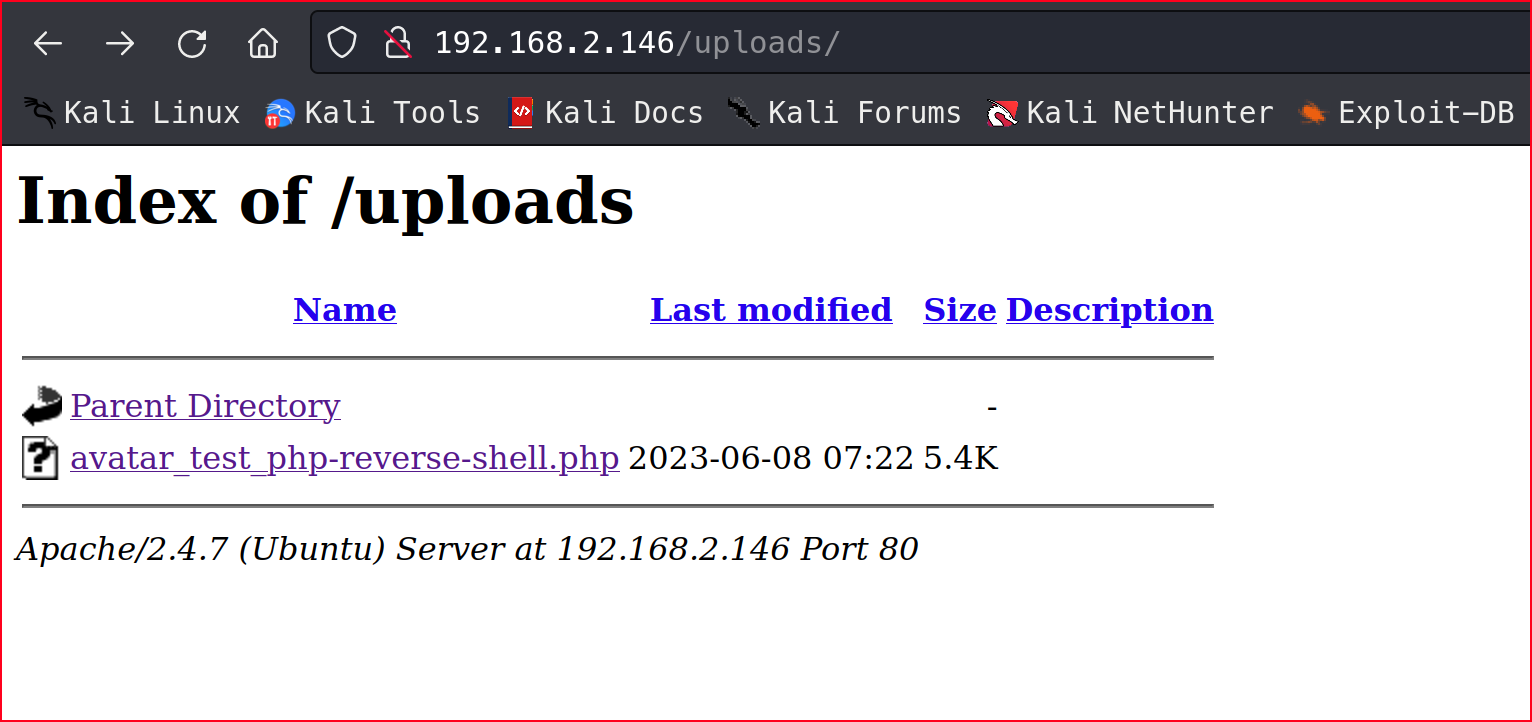 192.168.2.146/uploads/
Kali Linux Kali Tools Kali Docs Kali Forums Kali NetHunter Exploit-DB
Index of /uploads
Name Last modified Size Description
Parent Directory -
avatar_test_php-reverse-shell.php 2023-06-08 07:22 5.4K
Apache/2.4.7 (Ubuntu) Server at 192.168.2.146 Port 80